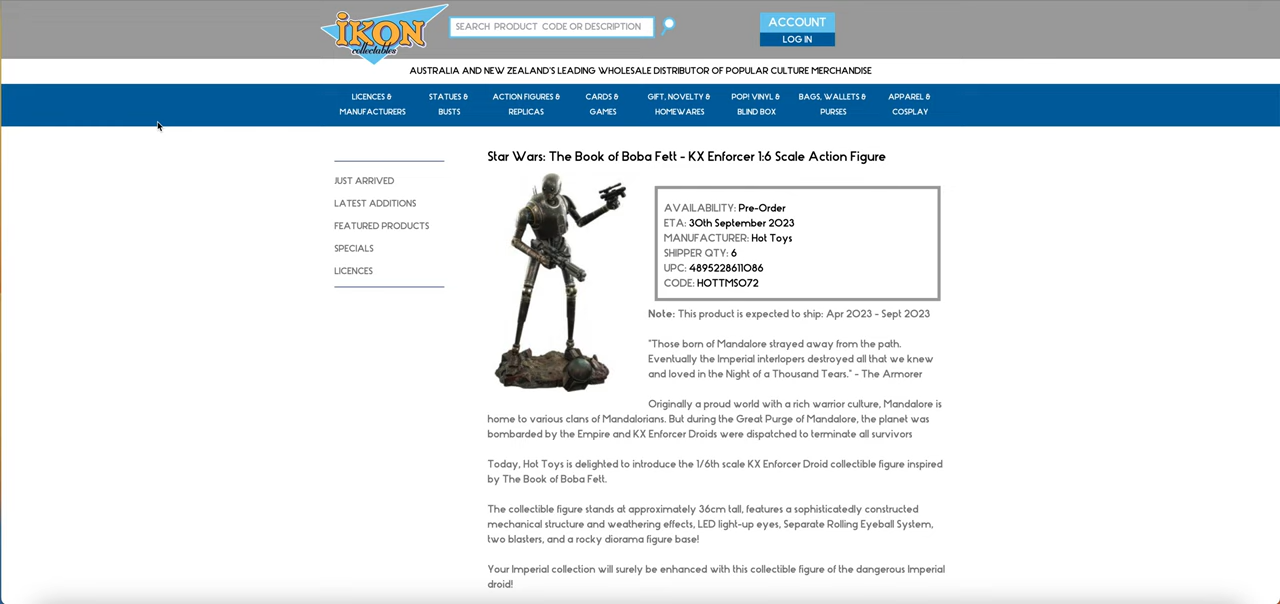 iKON
collectables
SEARCH PRODUCT CODE OR DESCRIPTION
ACCOUNT
LOG IN
AUSTRALIA AND NEW ZEALAND'S LEADING WHOLESALE DISTRIBUTOR OF POPULAR CULTURE MERCHANDISE
LICENCES &
MANUFACTURERS
STATUES &
BUSTS
ACTION FIGURES &
REPLICAS
CARDS &
GAMES
GIFT, NOVELTY &
HOMEWARES
POP! VINYL &
BLIND BOX
BAGS, WALLETS &
PURSES
APPAREL &
COSPLAY
JUST ARRIVED
LATEST ADDITIONS
FEATURED PRODUCTS
SPECIALS
LICENCES
Star Wars: The Book of Boba Fett - KX Enforcer 1:6 Scale Action Figure
AVAILABILITY: Pre-Order
ETA: 30th September 2023
MANUFACTURER: Hot Toys
SHIPPER QTY: 6
UPC: 4895228611086
CODE: HOTTMS072
Note: This product is expected to ship: Apr 2023 - Sept 2023
"Those born of Mandalore strayed away from the path.
Eventually the Imperial interlopers destroyed all that we knew
and loved in the Night of a Thousand Tears." - The Armorer
Originally a proud world with a rich warrior culture, Mandalore is
home to various clans of Mandalorians. But during the Great Purge of Mandalore, the planet was
bombarded by the Empire and KX Enforcer Droids were dispatched to terminate all survivors
Today, Hot Toys is delighted to introduce the 1/6th scale KX Enforcer Droid collectible figure inspired
by The Book of Boba Fett.
The collectible figure stands at approximately 36cm tall, features a sophisticatedly constructed
mechanical structure and weathering effects, LED light-up eyes, Separate Rolling Eyeball System,
two blasters, and a rocky diorama figure base!
Your Imperial collection will surely be enhanced with this collectible figure of the dangerous Imperial
droid!